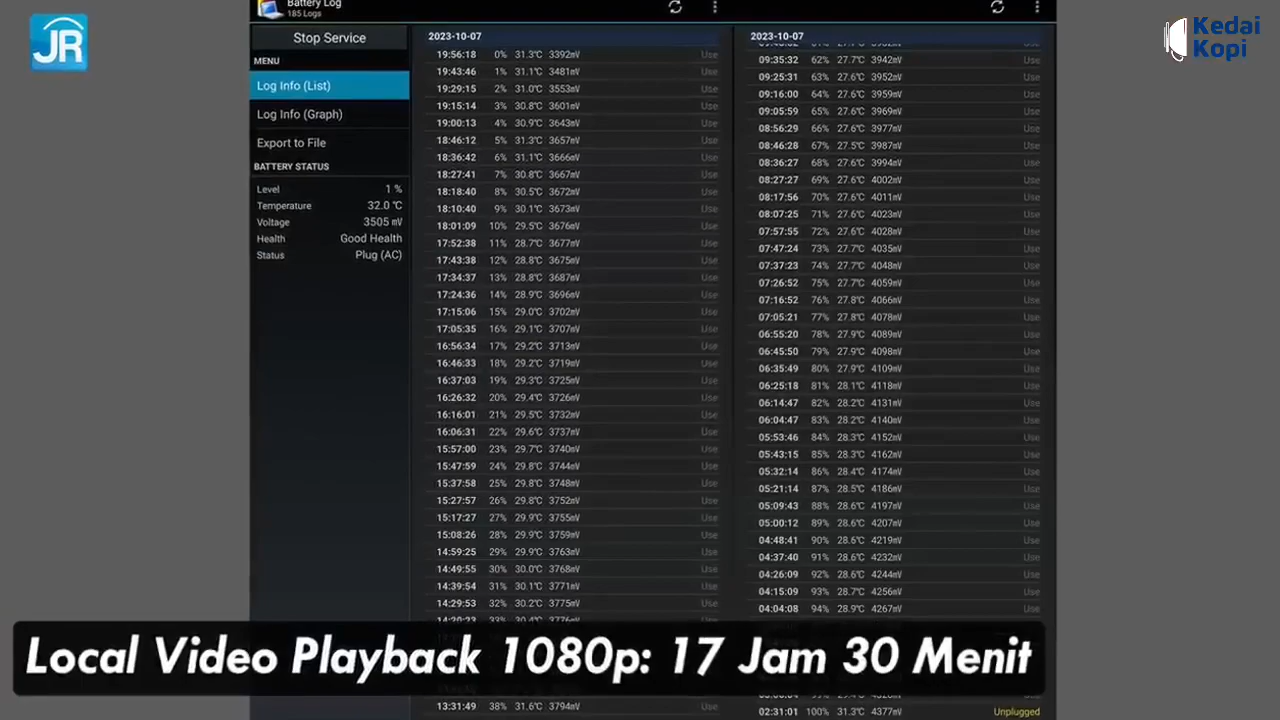 JR
Kedai
Kopi
Battery Log
185 Logs
Stop Service
MENU
Log Info (List)
Log Info (Graph)
Export to File
BATTERY STATUS
Level 1 %
Temperature 32.0 ℃
Voltage 3505 mV
Health Good Health
Status Plug (AC)
2023-10-07
19:56:18 0% 31.3℃ 3392mV Use
19:43:46 1% 31.1℃ 3481mV Use
19:29:15 2% 31.0℃ 3553mV Use
19:15:14 3% 30.8℃ 3601mV Use
19:00:13 4% 30.9℃ 3643mV Use
18:46:12 5% 31.3℃ 3657mV Use
18:36:42 6% 31.1℃ 3666mV Use
18:27:41 7% 30.8℃ 3667mV Use
18:18:40 8% 30.5℃ 3672mV Use
18:10:40 9% 30.1℃ 3673mV Use
18:01:09 10% 29.5℃ 3676mV Use
17:52:38 11% 28.7℃ 3677mV Use
17:43:38 12% 28.8℃ 3675mV Use
17:34:37 13% 28.8℃ 3687mV Use
17:24:36 14% 28.9℃ 3696mV Use
17:15:06 15% 29.0℃ 3702mV Use
17:05:35 16% 29.1℃ 3707mV Use
16:56:34 17% 29.2℃ 3713mV Use
16:46:33 18% 29.2℃ 3719mV Use
16:37:03 19% 29.3℃ 3725mV Use
16:26:32 20% 29.4℃ 3726mV Use
16:16:01 21% 29.5℃ 3732mV Use
16:06:31 22% 29.6℃ 3737mV Use
15:57:00 23% 29.7℃ 3740mV Use
15:47:59 24% 29.8℃ 3744mV Use
15:37:58 25% 29.8℃ 3748mV Use
15:27:57 26% 29.8℃ 3752mV Use
15:17:27 27% 29.9℃ 3755mV Use
15:08:26 28% 29.9℃ 3759mV Use
14:59:25 29% 29.9℃ 3763mV Use
14:49:55 30% 30.0℃ 3768mV Use
14:39:54 31% 30.1℃ 3771mV Use
14:29:53 32% 30.2℃ 3775mV Use
14:20:23 33% 30.4℃ 3776mV Use
13:31:49 38% 31.6℃ 3794mV Use
2023-10-07
09:35:32 62% 27.7℃ 3942mV Use
09:25:31 63% 27.6℃ 3952mV Use
09:16:00 64% 27.7℃ 3959mV Use
09:05:59 65% 27.7℃ 3969mV Use
08:56:29 66% 27.6℃ 3977mV Use
08:46:28 67% 27.5℃ 3987mV Use
08:36:27 68% 27.6℃ 3994mV Use
08:27:27 69% 27.6℃ 4002mV Use
08:17:56 70% 27.6℃ 4011mV Use
08:07:25 71% 27.6℃ 4023mV Use
07:57:55 72% 27.6℃ 4028mV Use
07:47:24 73% 27.7℃ 4035mV Use
07:37:23 74% 27.7℃ 4048mV Use
07:26:52 75% 27.7℃ 4059mV Use
07:16:52 76% 27.8℃ 4066mV Use
07:05:21 77% 27.8℃ 4078mV Use
06:55:20 78% 27.9℃ 4089mV Use
06:45:50 79% 27.9℃ 4098mV Use
06:35:49 80% 27.9℃ 4109mV Use
06:25:18 81% 28.1℃ 4118mV Use
06:14:47 82% 28.2℃ 4131mV Use
06:04:47 83% 28.2℃ 4140mV Use
05:53:46 84% 28.3℃ 4152mV Use
05:43:15 85% 28.3℃ 4162mV Use
05:32:14 86% 28.4℃ 4174mV Use
05:21:14 87% 28.5℃ 4186mV Use
05:09:43 88% 28.6℃ 4197mV Use
05:00:12 89% 28.6℃ 4207mV Use
04:48:41 90% 28.6℃ 4219mV Use
04:37:40 91% 28.6℃ 4232mV Use
04:26:09 92% 28.6℃ 4244mV Use
04:15:09 93% 28.7℃ 4256mV Use
04:04:08 94% 28.9℃ 4267mV Use
02:31:01 100% 31.3℃ 4377mV Unplugged
Local Video Playback 1080p: 17 Jam 30 Menit